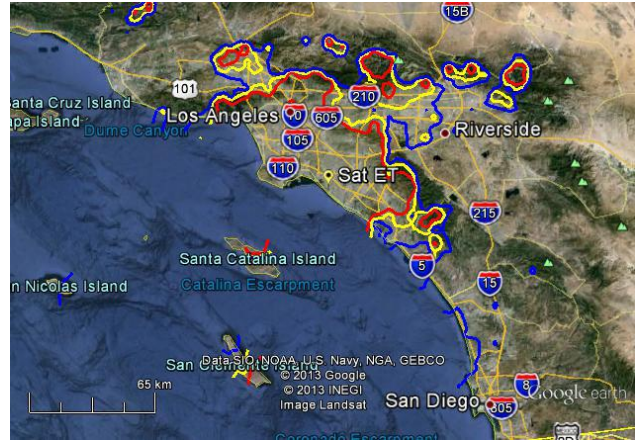 15B
101
Santa Cruz Island
apa Island
Dume Canyon
Los Angeles
10
605
210
Riverside
105
110
Sat ET
215
Santa Catalina Island
Catalina Escarpment
5
15
n Nicolas Island
Data SIO, NOAA, U.S. Navy, NGA, GEBCO
San Clemente Island
© 2013 Google
© 2013 INEGI
Image Landsat
65 km
8
Google earth
San Diego
805
Coronado Escarpment